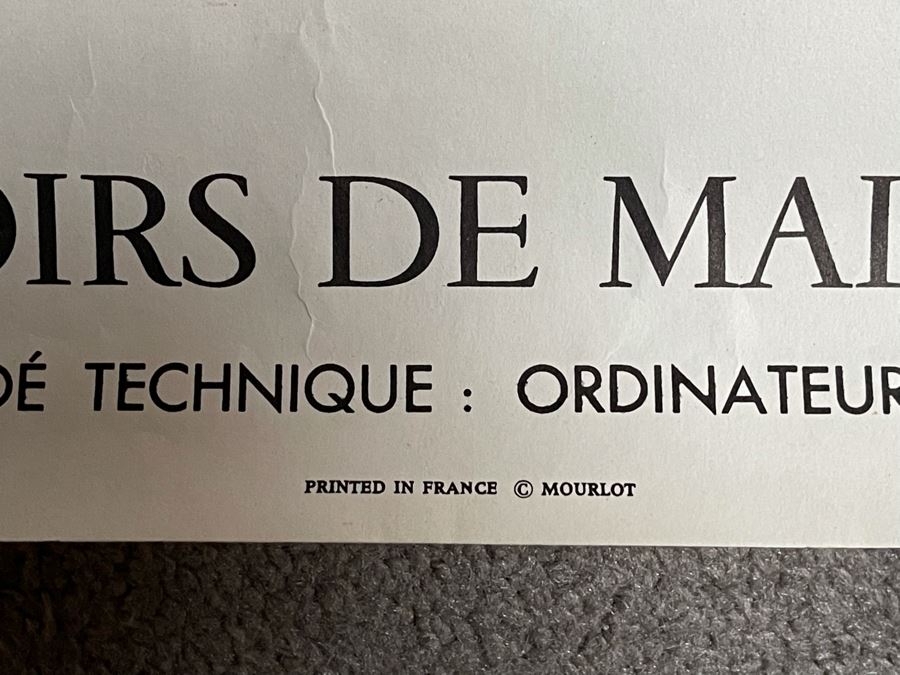 OIRS DE MAI
DÉ TECHNIQUE : ORDINATEUR
PRINTED IN FRANCE © MOURLOT